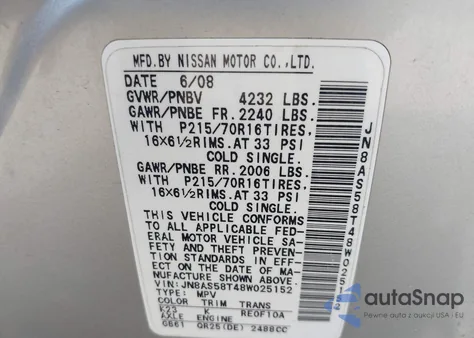 MFD.BY NISSAN MOTOR CO.,LTD.
DATE 6/08
GVWR/PNBV 4232 LBS.
GAWR/PNBE FR.2240 LBS.
WITH P215/70R16TIRES,
16X6½RIMS.AT 33 PSI
COLD SINGLE.
GAWR/PNBE RR.2006 LBS.
WITH P215/70R16TIRES,
16X6½RIMS.AT 33 PSI
COLD SINGLE.
THIS VEHICLE CONFORMS
TO ALL APPLICABLE FED-
ERAL MOTOR VEHICLE SA-
FETY AND THEFT PREVEN-
TION STANDARDS IN EFF-
ECT ON THE DATE OF MA-
NUFACTURE SHOWN ABOVE.
VIN:JN8AS58T48W025152
TYPE: MPV
COLOR TRIM TRANS
K23 K RE0F10A
AXLE ENGINE
GB61 QR25(DE) 2488CC
JN8AS58T48W025152
autoSnap
Pewne auta z USA i